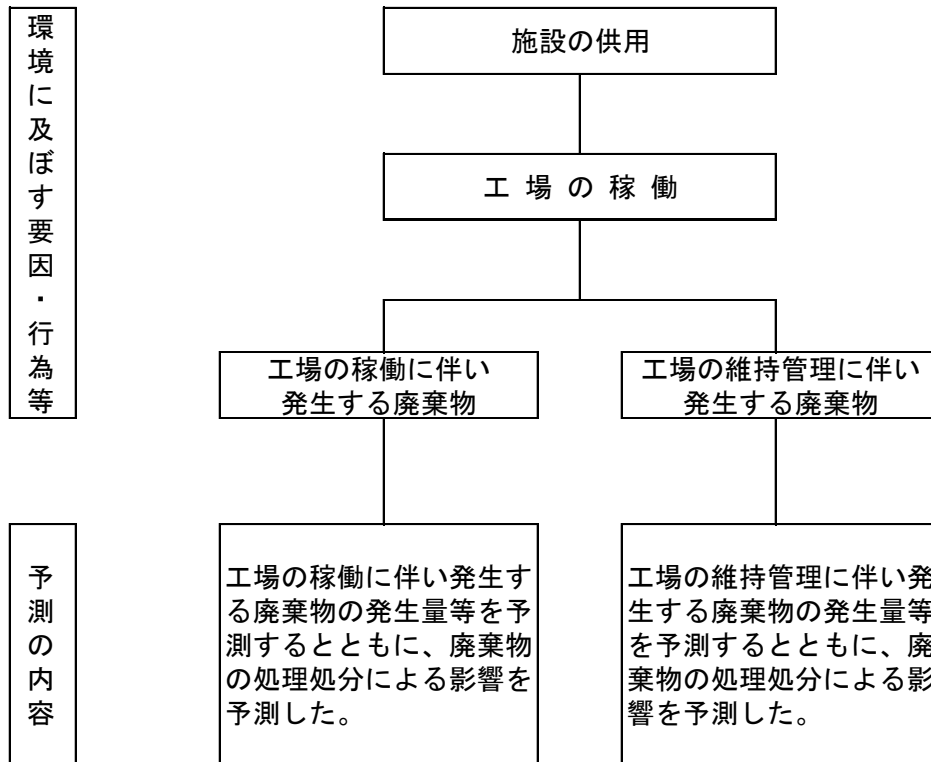 環境に及ぼす要因・行為等
施設の供用
工場の稼働
工場の稼働に伴い
発生する廃棄物
工場の維持管理に伴い
発生する廃棄物
予測の内容
工場の稼働に伴い発生す
る廃棄物の発生量等を予
測するとともに、廃棄物
の処理処分による影響を
予測した。
工場の維持管理に伴い発
生する廃棄物の発生量等
を予測するとともに、廃
棄物の処理処分による影
響を予測した。